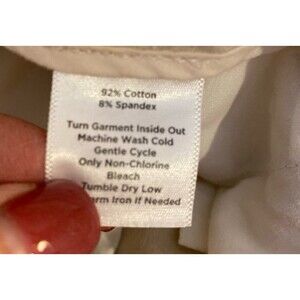 92% Cotton
8% Spandex
Turn Garment Inside Out
Machine Wash Cold
Gentle Cycle
Only Non-Chlorine
Bleach
Tumble Dry Low
Iron If Needed